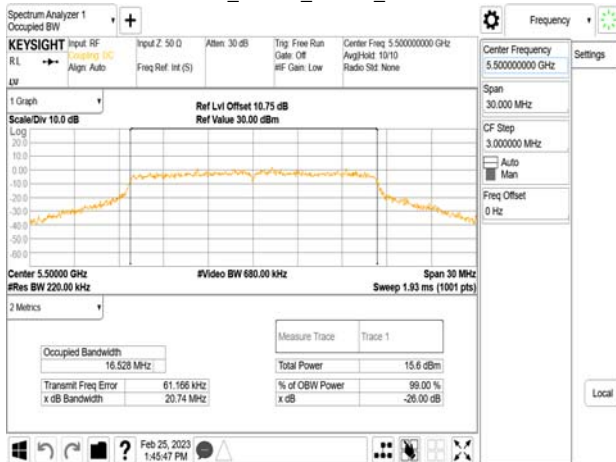 Spectrum Analyzer 1
Occupied BW
+
Frequency
KEYSIGHT
Input: RF
Coupling: DC
Align: Auto
RL
LV
Input Z: 50 Ω
Freq Ref: Int (S)
Atten: 30 dB
Trig: Free Run
Gate: Off
#IF Gain: Low
Center Freq: 5.500000000 GHz
Avg|Hold: 10/10
Radio Std: None
Center Frequency
5.500000000 GHz
Settings
Span
30.000 MHz
CF Step
3.000000 MHz
Auto
Man
Freq Offset
0 Hz
Local
1 Graph
Scale/Div 10.0 dB
Ref Lvl Offset 10.75 dB
Ref Value 30.00 dBm
Log
20.0
10.0
0.00
-10.0
-20.0
-30.0
-40.0
-50.0
-60.0
Center 5.50000 GHz
#Video BW 680.00 kHz
Span 30 MHz
#Res BW 220.00 kHz
Sweep 1.93 ms (1001 pts)
2 Metrics
Measure Trace Trace 1
Occupied Bandwidth
16.528 MHz
Total Power 15.6 dBm
Transmit Freq Error 61.166 kHz
% of OBW Power 99.00 %
x dB Bandwidth 20.74 MHz
x dB -26.00 dB
?
Feb 25, 2023
1:45:47 PM